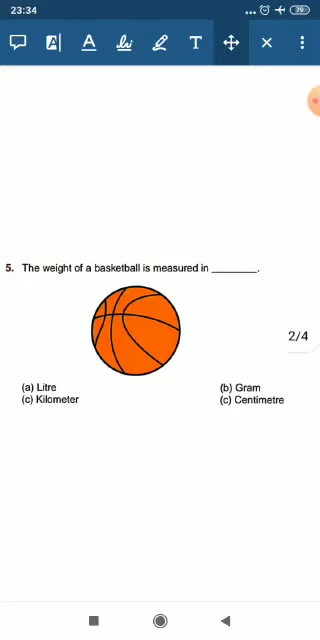 23:34
79
A
A
T
5. The weight of a basketball is measured in ________.
2/4
(a) Litre (b) Gram
(c) Kilometer (c) Centimetre